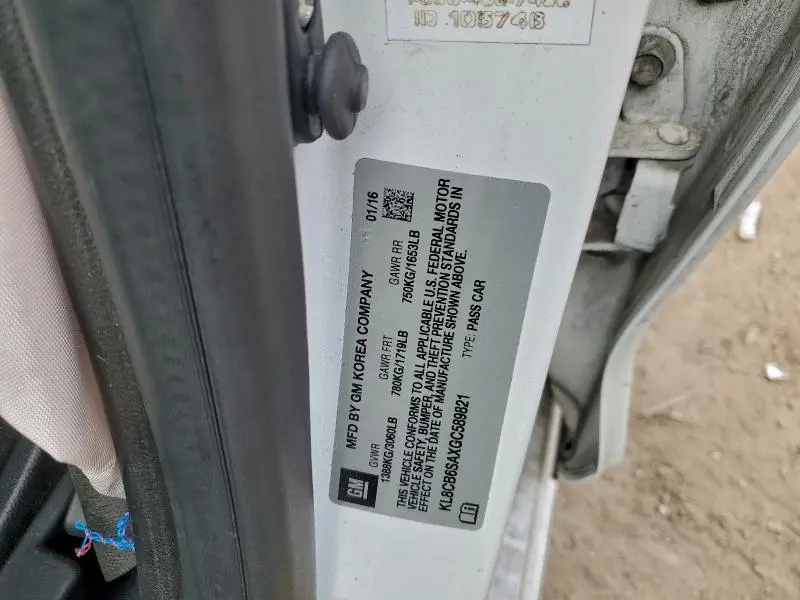 ID 10B74B
MFD BY GM KOREA COMPANY 01/16
GVWR GAWR FRT GAWR RR
1388KG/3060LB 780KG/1719LB 750KG/1653LB
THIS VEHICLE CONFORMS TO ALL APPLICABLE U.S. FEDERAL MOTOR
VEHICLE SAFETY, BUMPER, AND THEFT PREVENTION STANDARDS IN
EFFECT ON THE DATE OF MANUFACTURE SHOWN ABOVE.
KL8CB6SAXGC589821 TYPE: PASS CAR
GM